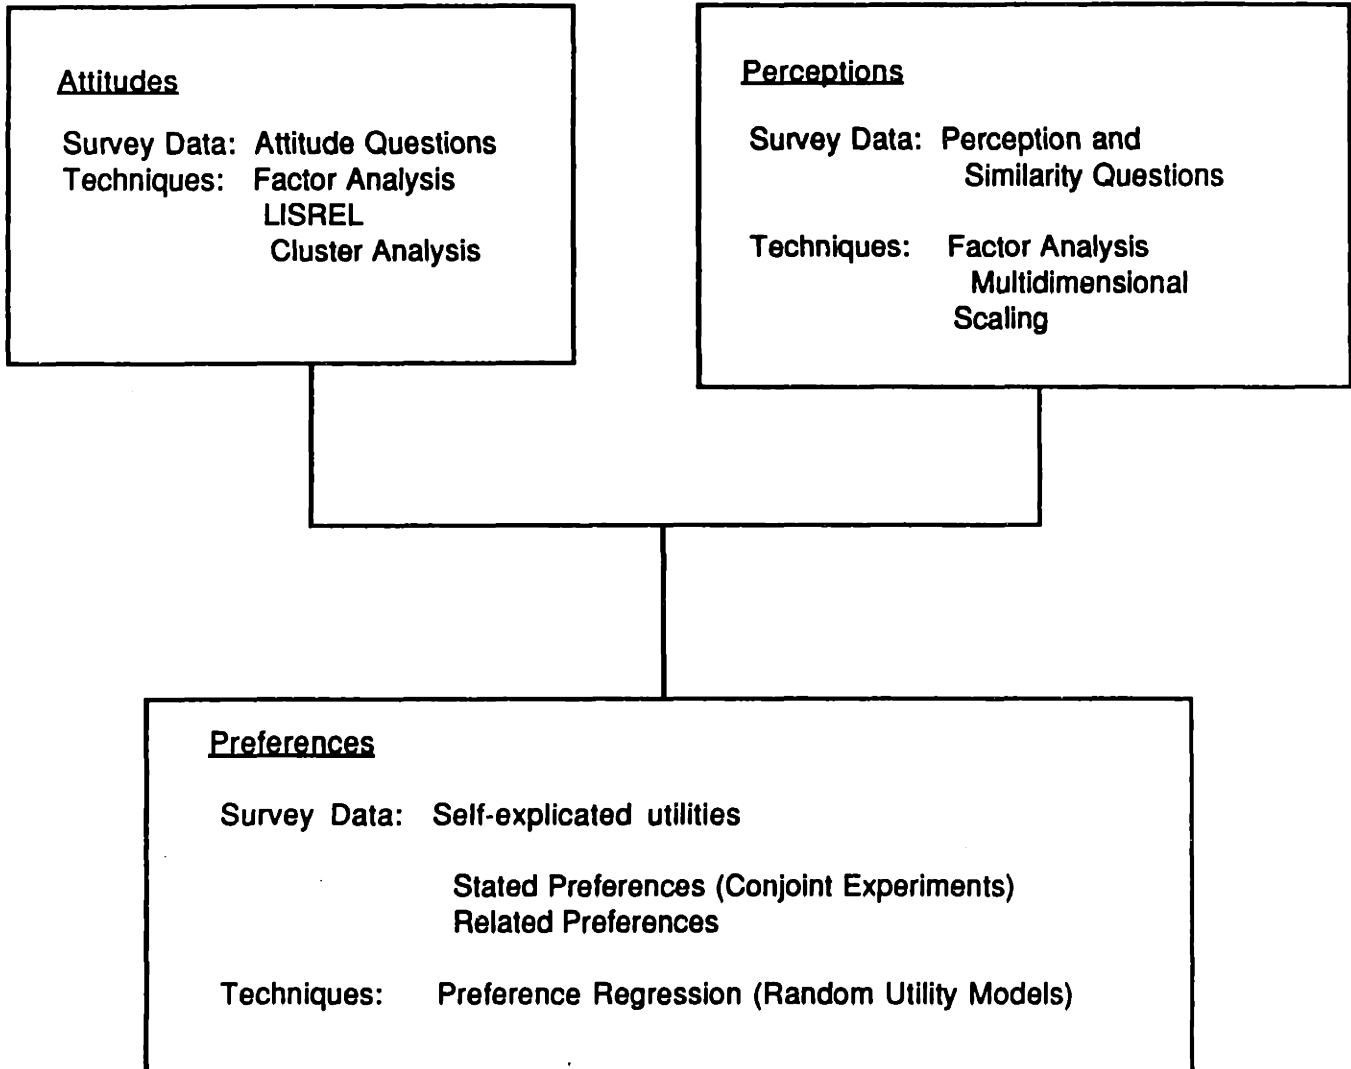 Attitudes
Survey Data: Attitude Questions
Techniques: Factor Analysis
LISREL
Cluster Analysis
Perceptions
Survey Data: Perception and
Similarity Questions
Techniques: Factor Analysis
Multidimensional
Scaling
Preferences
Survey Data: Self-explicated utilities
Stated Preferences (Conjoint Experiments)
Related Preferences
Techniques: Preference Regression (Random Utility Models)